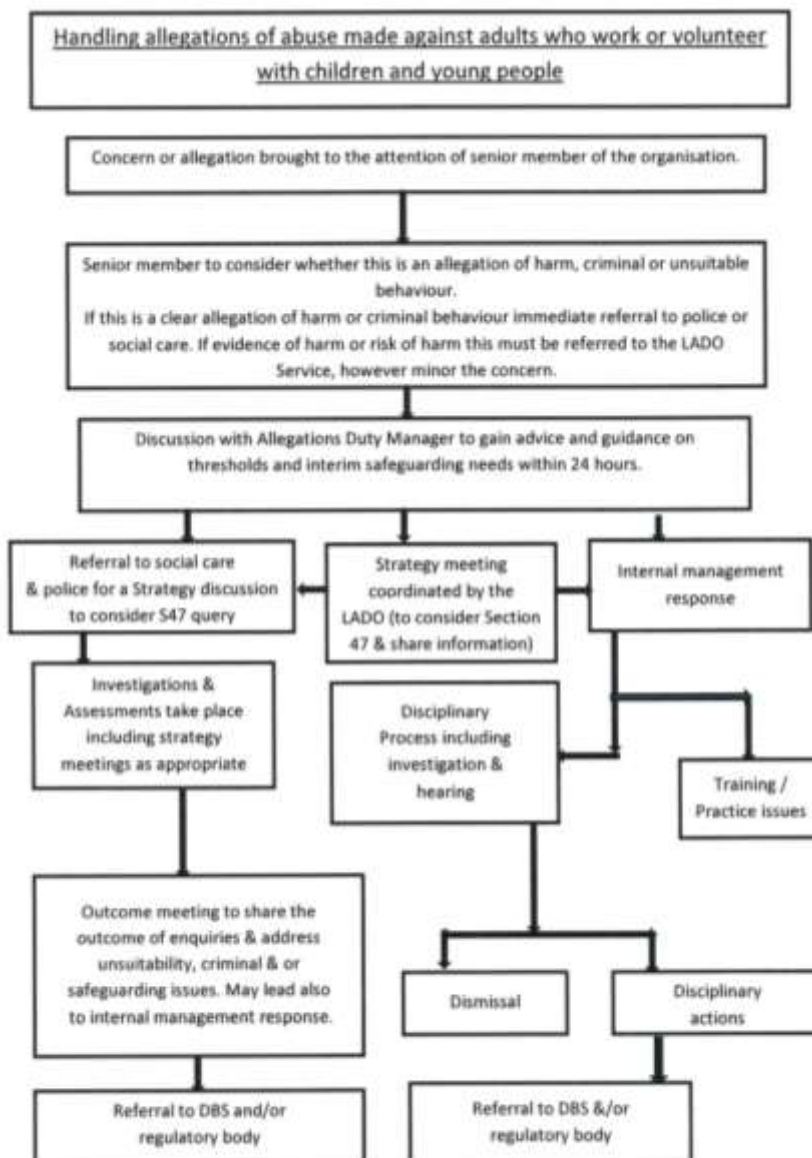 Handling allegations of abuse made against adults who work or volunteer
with children and young people
Concern or allegation brought to the attention of senior member of the organisation.
Senior member to consider whether this is an allegation of harm, criminal or unsuitable
behaviour.
If this is a clear allegation of harm or criminal behaviour immediate referral to police or
social care. If evidence of harm or risk of harm this must be referred to the LADO
Service, however minor the concern.
Discussion with Allegations Duty Manager to gain advice and guidance on
thresholds and interim safeguarding needs within 24 hours.
Referral to social care
& police for a Strategy discussion
to consider S47 query
Strategy meeting
coordinated by the
LADO (to consider Section
47 & share information)
Internal management
response
Investigations &
Assessments take place
including strategy
meetings as appropriate
Disciplinary
Process including
investigation &
hearing
Training /
Practice issues
Outcome meeting to share the
outcome of enquiries & address
unsuitability, criminal & or
safeguarding issues. May lead also
to internal management response.
Dismissal
Disciplinary
actions
Referral to DBS and/or
regulatory body
Referral to DBS &/or
regulatory body